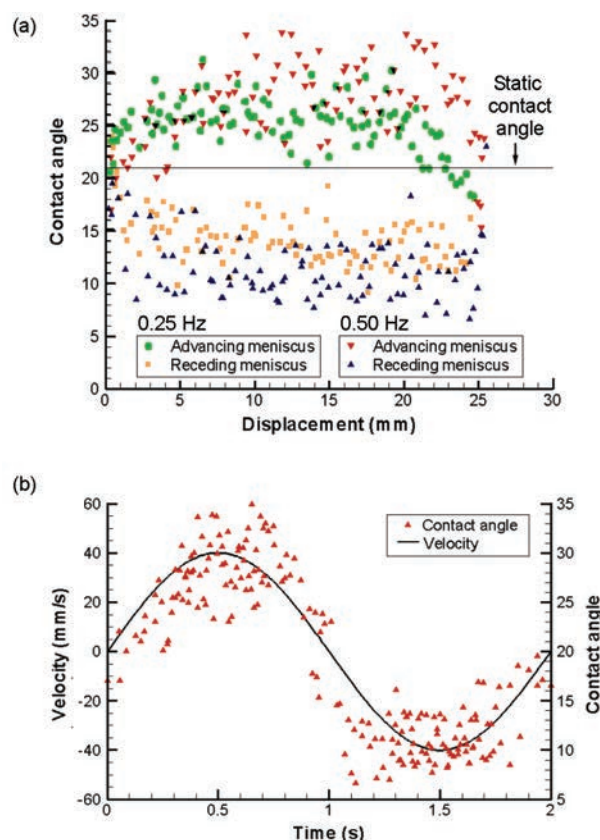 (a)
35
30
25
20
15
10
5
0
Contact angle
Static
contact
angle
0.25 Hz
0.50 Hz
Advancing meniscus
Receding meniscus
Advancing meniscus
Receding meniscus
0 5 10 15 20 25 30
Displacement (mm)
(b)
60
40
20
0
-20
-40
-60
Velocity (mm/s)
Contact angle
Velocity
35
30
25
20
15
10
5
Contact angle
0 0.5 1 1.5 2
Time (s)